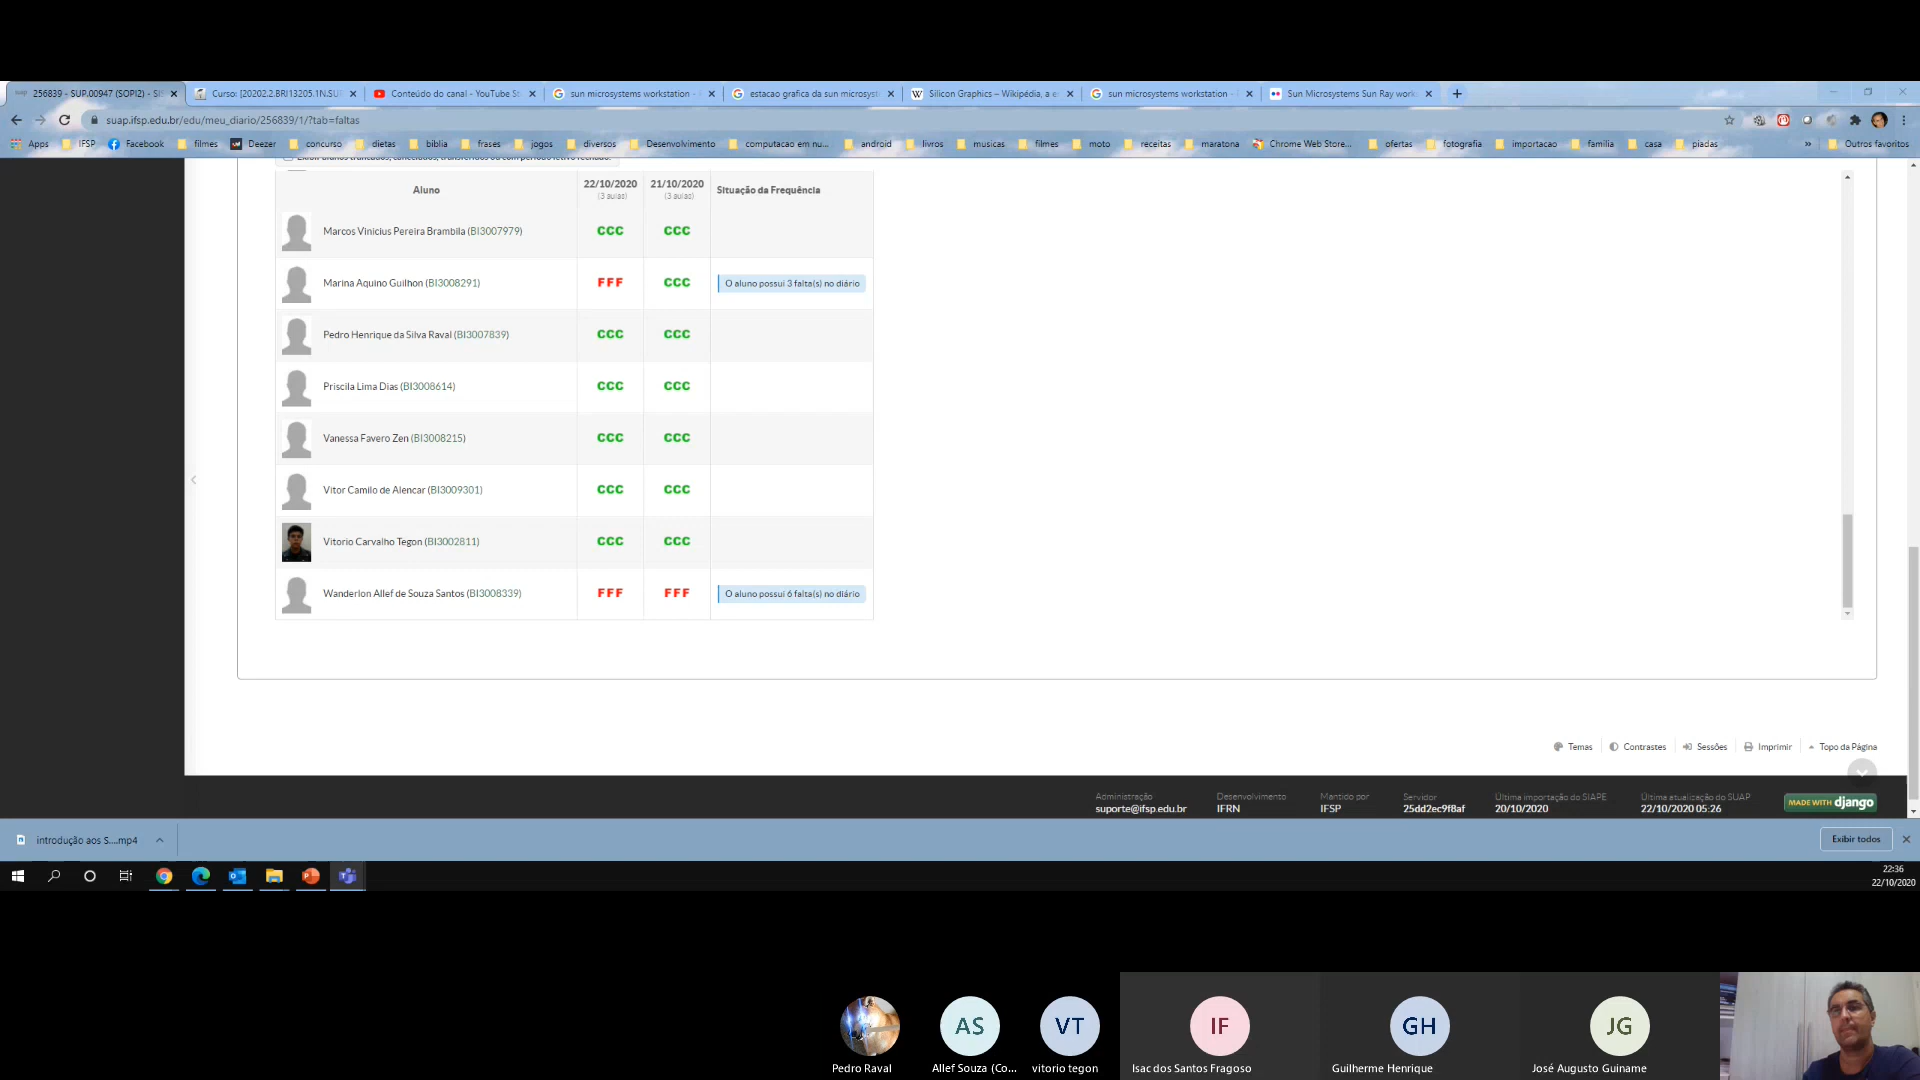 256839 - SUP.00947 (SOPI2) - SIS
Curso: [20202.2.BRI13205.1N.SUP
Conteúdo do canal - YouTube St
sun microsystems workstation -
estacao grafica da sun microsyst
Silicon Graphics – Wikipédia, a e
sun microsystems workstation -
Sun Microsystems Sun Ray work
suap.ifsp.edu.br/edu/meu_diario/256839/1/?tab=faltas
Apps IFSP Facebook filmes Deezer concurso dietas biblia frases jogos diversos Desenvolvimento computacao em nu... android livros musicas filmes moto receitas maratona Chrome Web Store... ofertas fotografia importacao familia casa piadas » Outros favoritos
Aluno 22/10/2020 21/10/2020 Situação da Frequência
(3 aulas) (3 aulas)
Marcos Vinicius Pereira Brambila (BI3007979) CCC CCC
Marina Aquino Guilhon (BI3008291) FFF CCC O aluno possui 3 falta(s) no diário
Pedro Henrique da Silva Raval (BI3007839) CCC CCC
Priscila Lima Dias (BI3008614) CCC CCC
Vanessa Favero Zen (BI3008215) CCC CCC
Vitor Camilo de Alencar (BI3009301) CCC CCC
Vitorio Carvalho Tegon (BI3002811) CCC CCC
Wanderlon Allef de Souza Santos (BI3008339) FFF FFF O aluno possui 6 falta(s) no diário
Temas Contrastes Sessões Imprimir Topo da Página
Administração Desenvolvimento Mantido por Servidor Última importação do SIAPE Última atualização do SUAP
suporte@ifsp.edu.br IFRN IFSP 25dd2ec9f8af 20/10/2020 22/10/2020 05:26 MADE WITH django
introdução aos S....mp4 Exibir todos
22:36
22/10/2020
AS VT IF GH JG
Pedro Raval Allef Souza (Co... vitorio tegon Isac dos Santos Fragoso Guilherme Henrique José Augusto Guiname